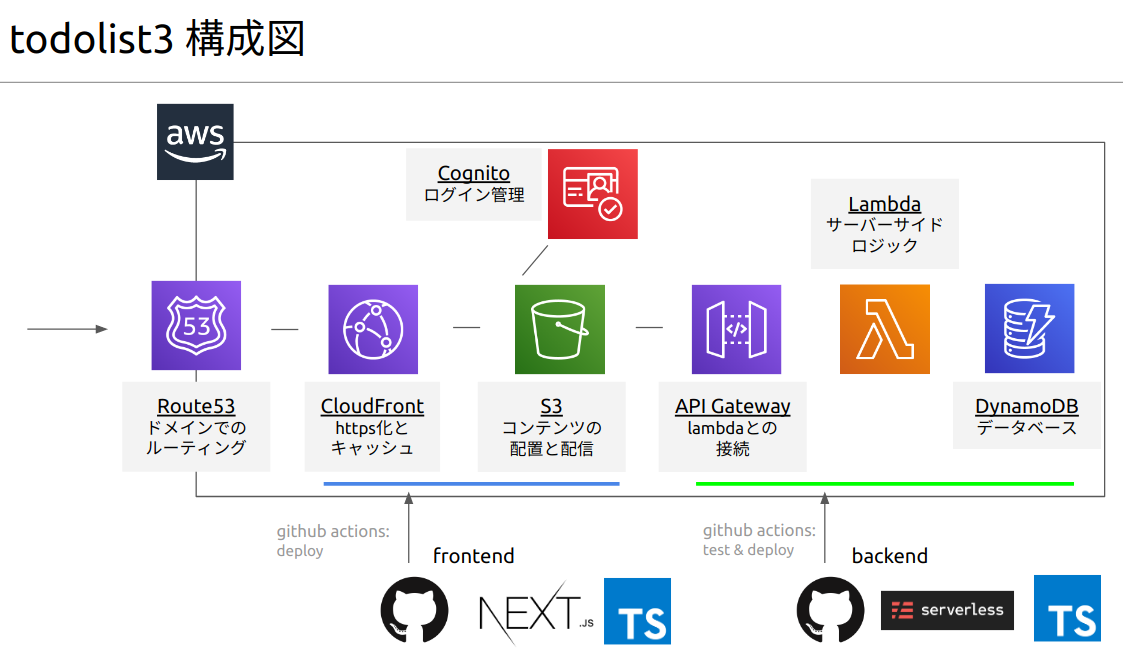 todolist3 構成図
aws
Cognito
ログイン管理
Lambda
サーバーサイド
ロジック
53
Route53
ドメインでの
ルーティング
CloudFront
https化と
キャッシュ
S3
コンテンツの
配置と配信
</>
API Gateway
lambdaとの
接続
DynamoDB
データベース
github actions:
deploy
frontend
github actions:
test & deploy
backend
NEXT.JS
TS
serverless
TS